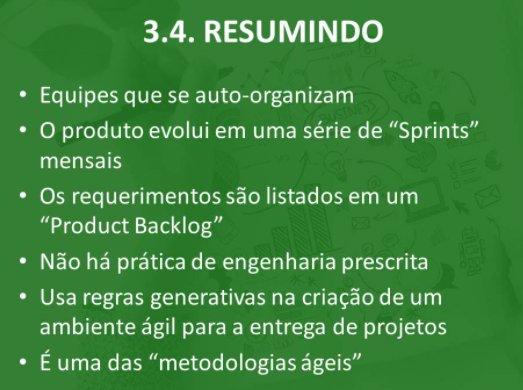 3.4. RESUMINDO
• Equipes que se auto-organizam
• O produto evolui em uma série de “Sprints”
mensais
• Os requerimentos são listados em um
“Product Backlog”
• Não há prática de engenharia prescrita
• Usa regras generativas na criação de um
ambiente ágil para a entrega de projetos
• É uma das “metodologias ágeis”